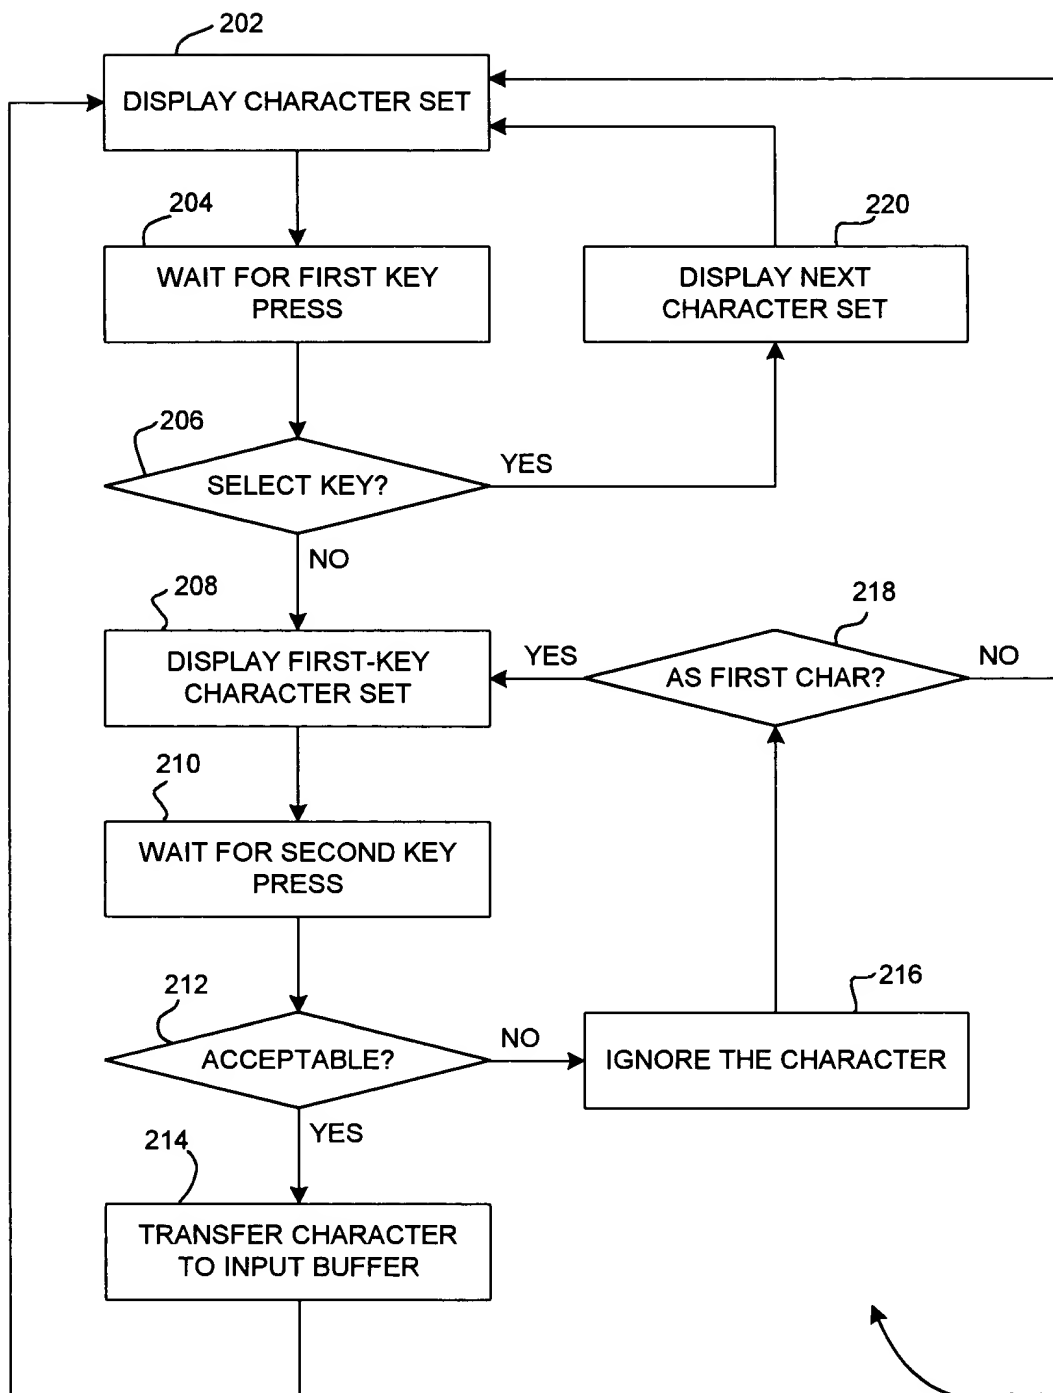 202
DISPLAY CHARACTER SET
204
WAIT FOR FIRST KEY
PRESS
220
DISPLAY NEXT
CHARACTER SET
206
SELECT KEY?
YES
NO
208
DISPLAY FIRST-KEY
CHARACTER SET
218
YES
AS FIRST CHAR?
NO
210
WAIT FOR SECOND KEY
PRESS
212
ACCEPTABLE?
NO
216
IGNORE THE CHARACTER
YES
214
TRANSFER CHARACTER
TO INPUT BUFFER